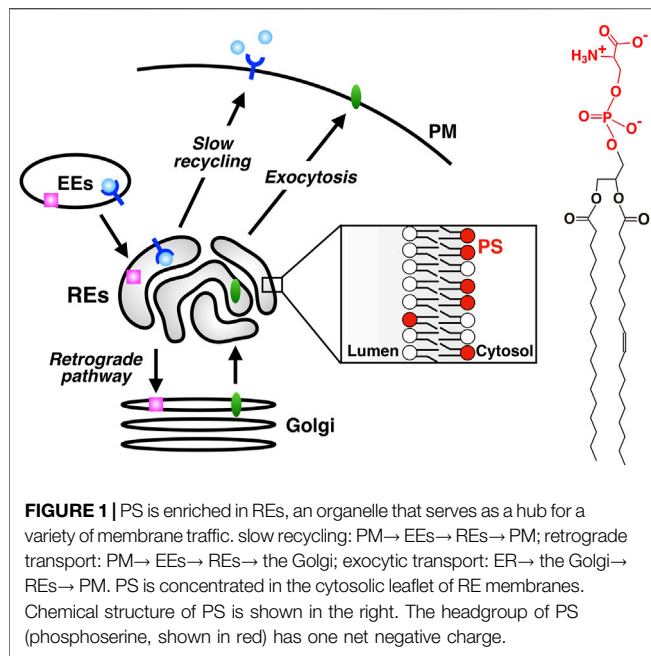 Slow
recycling
PM
Exocytosis
EEs
REs
Retrograde
pathway
Golgi
PS
Lumen
Cytosol
O
O⁻
H₃N⁺
O
O=P
O⁻
O
O
O
O
O
FIGURE 1 | PS is enriched in REs, an organelle that serves as a hub for a
variety of membrane traffic. slow recycling: PM→ EEs→ REs→ PM; retrograde
transport: PM→ EEs→ REs→ the Golgi; exocytic transport: ER→ the Golgi→
REs→ PM. PS is concentrated in the cytosolic leaflet of RE membranes.
Chemical structure of PS is shown in the right. The headgroup of PS
(phosphoserine, shown in red) has one net negative charge.